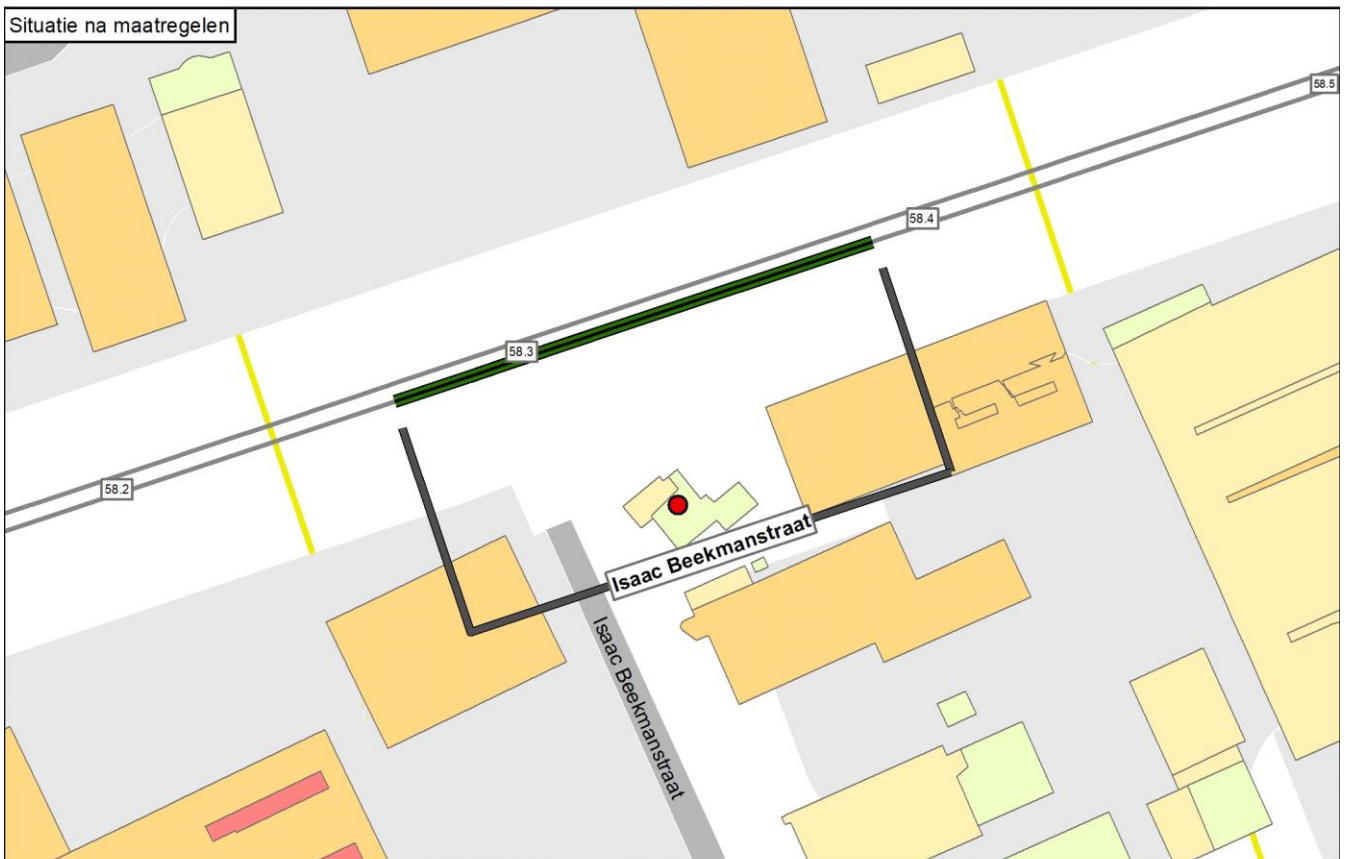 Situatie na maatregelen
58.5
58.4
58.3
58.2
Isaac Beekmanstraat
Isaac Beekmanstraat